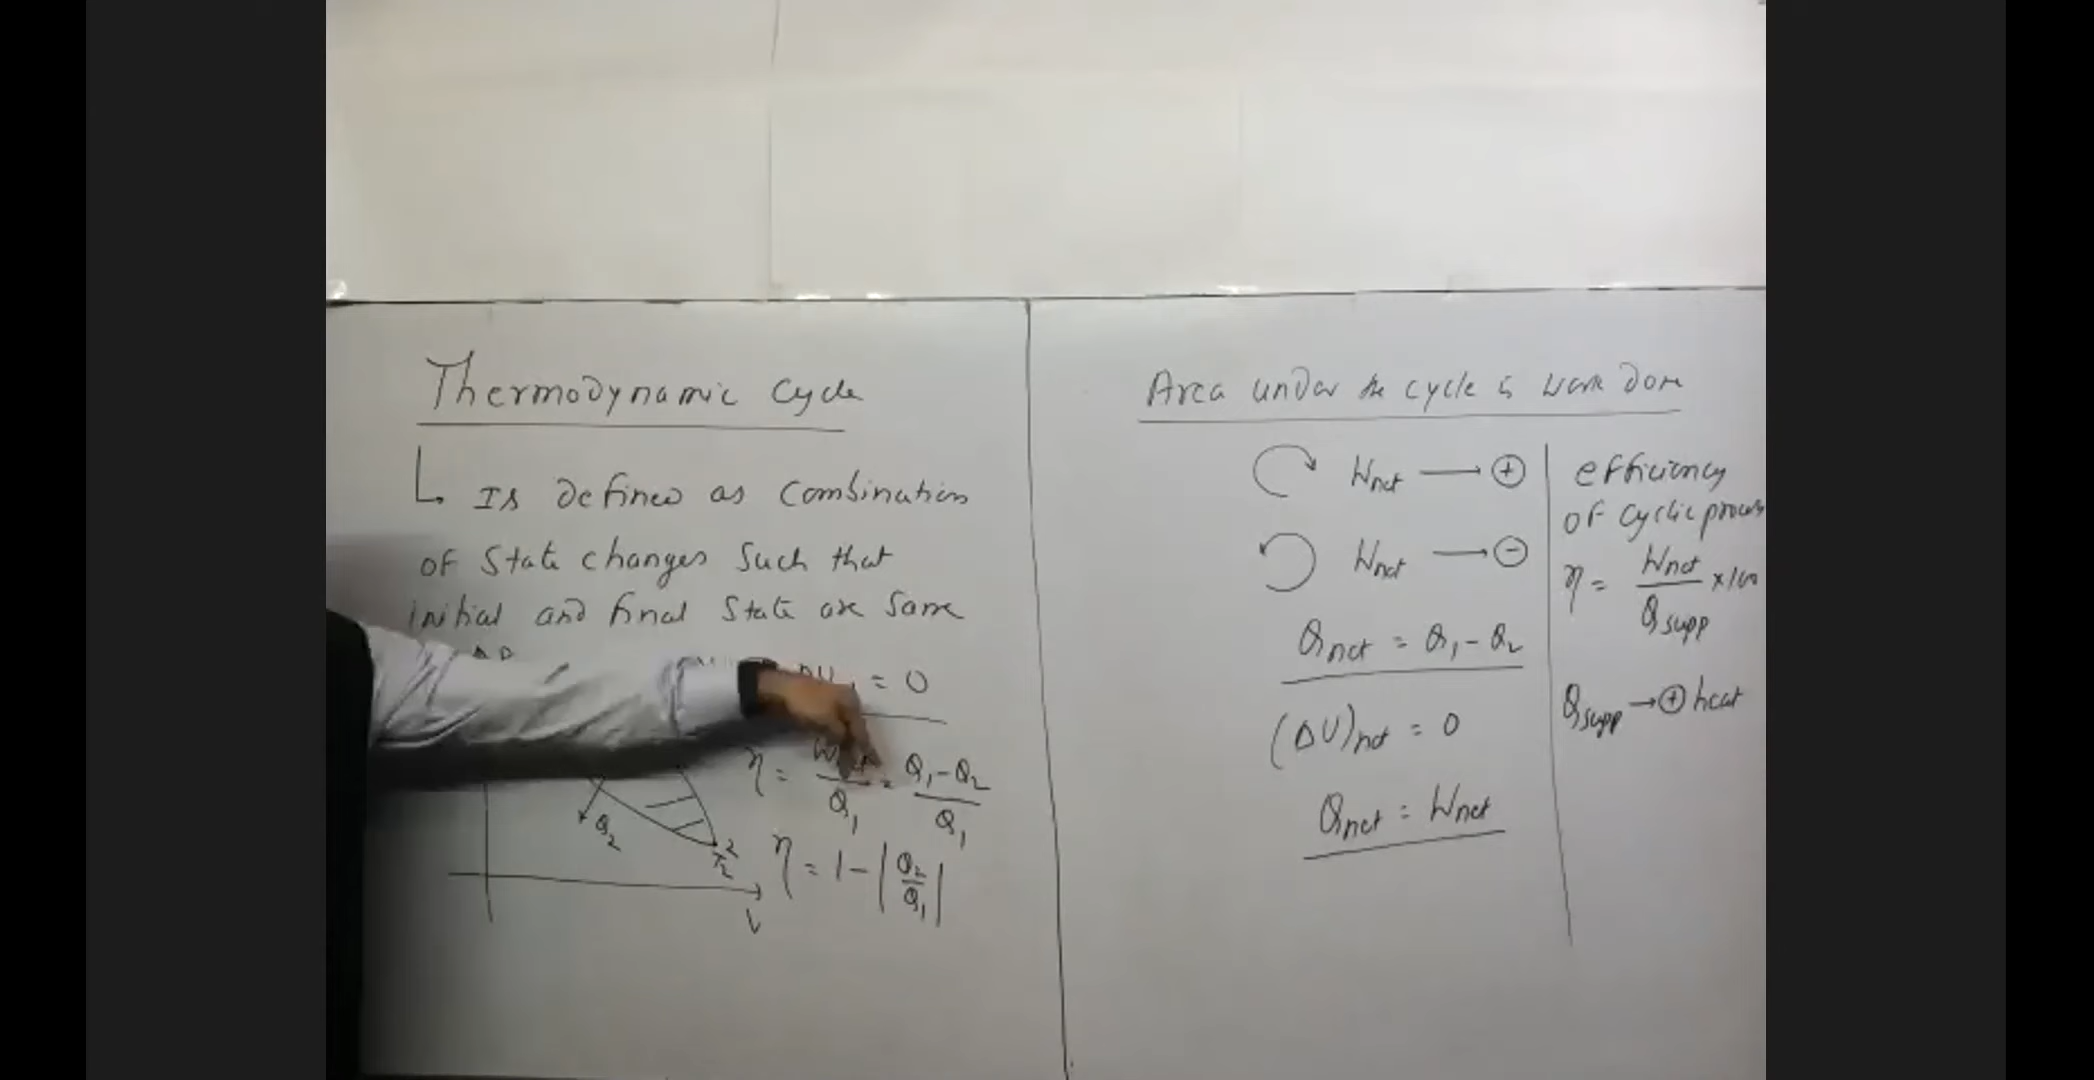 Thermodynamic Cycle
Is defined as combination
of state changes such that
initial and final state are same
= 0
η = Wnet/Q1 = Q1-Q2/Q1
Q2
2
T2
η = 1 - |Q2/Q1|
V
Area under the cycle is work done
Wnet → ⊕
Wnet → ⊖
Qnet = Q1 - Q2
(ΔU)net = 0
Qnet = Wnet
efficiency
of cyclic process
η = Wnet/Qsupp × 100
Qsupp → ⊕ heat